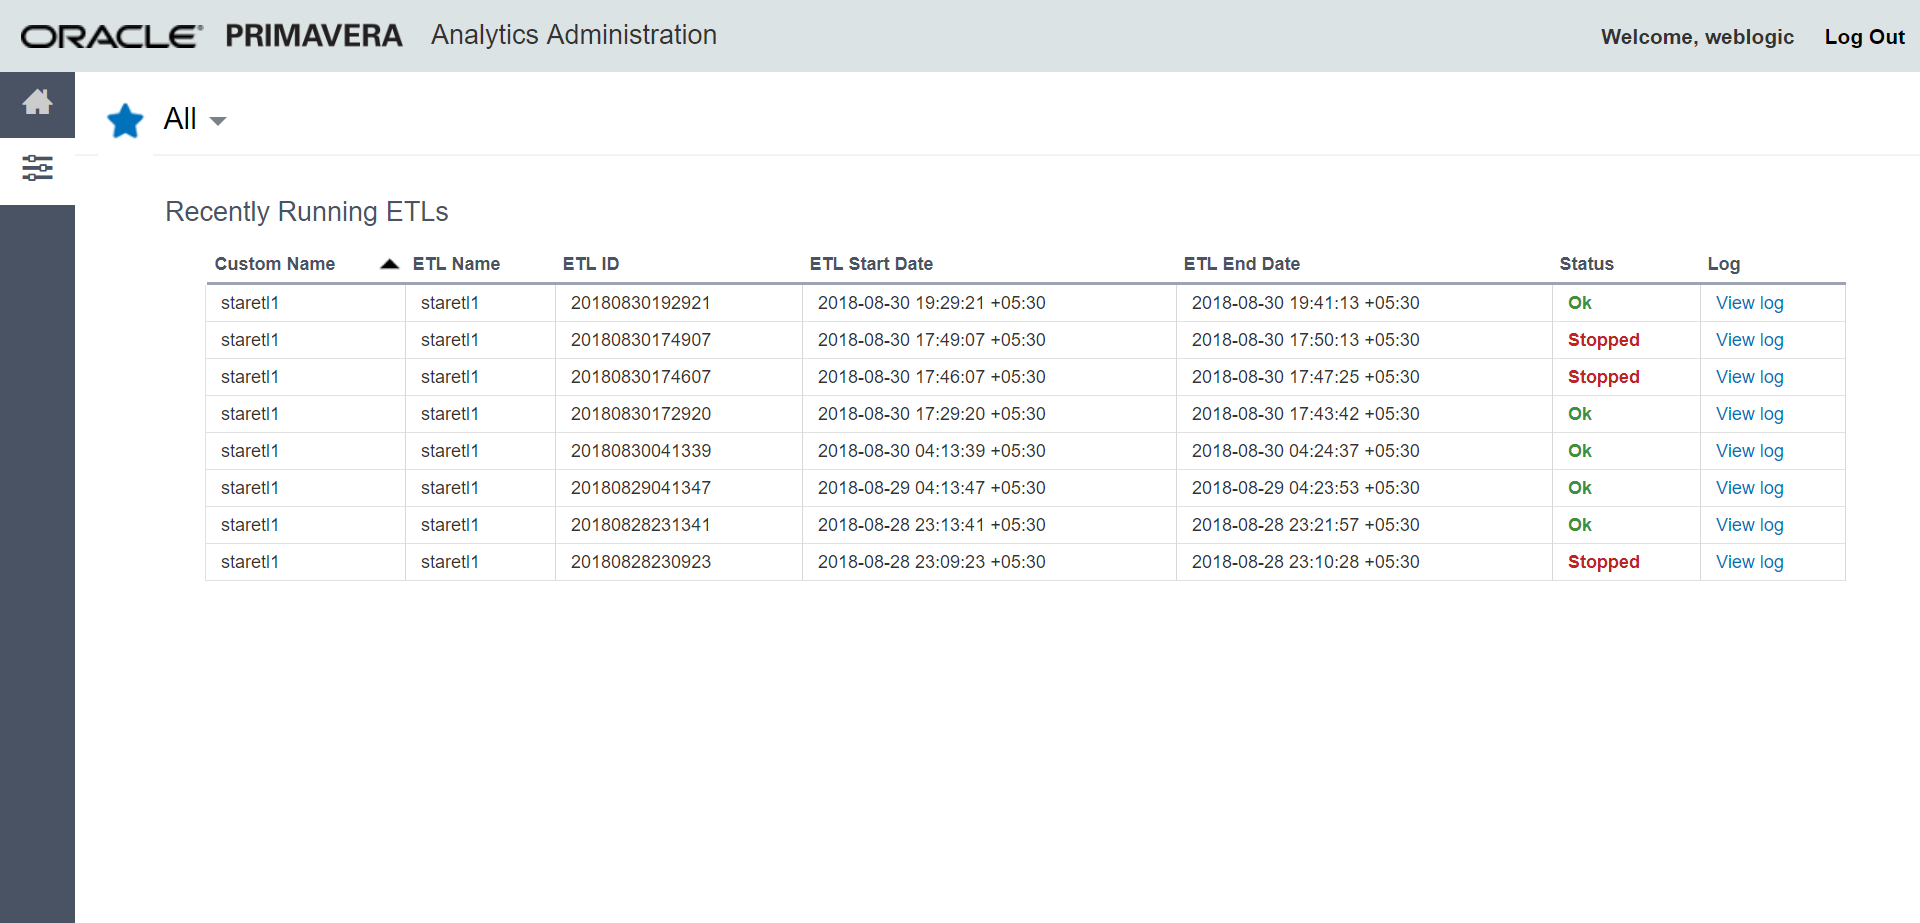 ORACLE® PRIMAVERA Analytics Administration Welcome, weblogic Log Out
All
Recently Running ETLs
Custom Name ETL Name ETL ID ETL Start Date ETL End Date Status Log
staretl1 staretl1 20180830192921 2018-08-30 19:29:21 +05:30 2018-08-30 19:41:13 +05:30 Ok View log
staretl1 staretl1 20180830174907 2018-08-30 17:49:07 +05:30 2018-08-30 17:50:13 +05:30 Stopped View log
staretl1 staretl1 20180830174607 2018-08-30 17:46:07 +05:30 2018-08-30 17:47:25 +05:30 Stopped View log
staretl1 staretl1 20180830172920 2018-08-30 17:29:20 +05:30 2018-08-30 17:43:42 +05:30 Ok View log
staretl1 staretl1 20180830041339 2018-08-30 04:13:39 +05:30 2018-08-30 04:24:37 +05:30 Ok View log
staretl1 staretl1 20180829041347 2018-08-29 04:13:47 +05:30 2018-08-29 04:23:53 +05:30 Ok View log
staretl1 staretl1 20180828231341 2018-08-28 23:13:41 +05:30 2018-08-28 23:21:57 +05:30 Ok View log
staretl1 staretl1 20180828230923 2018-08-28 23:09:23 +05:30 2018-08-28 23:10:28 +05:30 Stopped View log